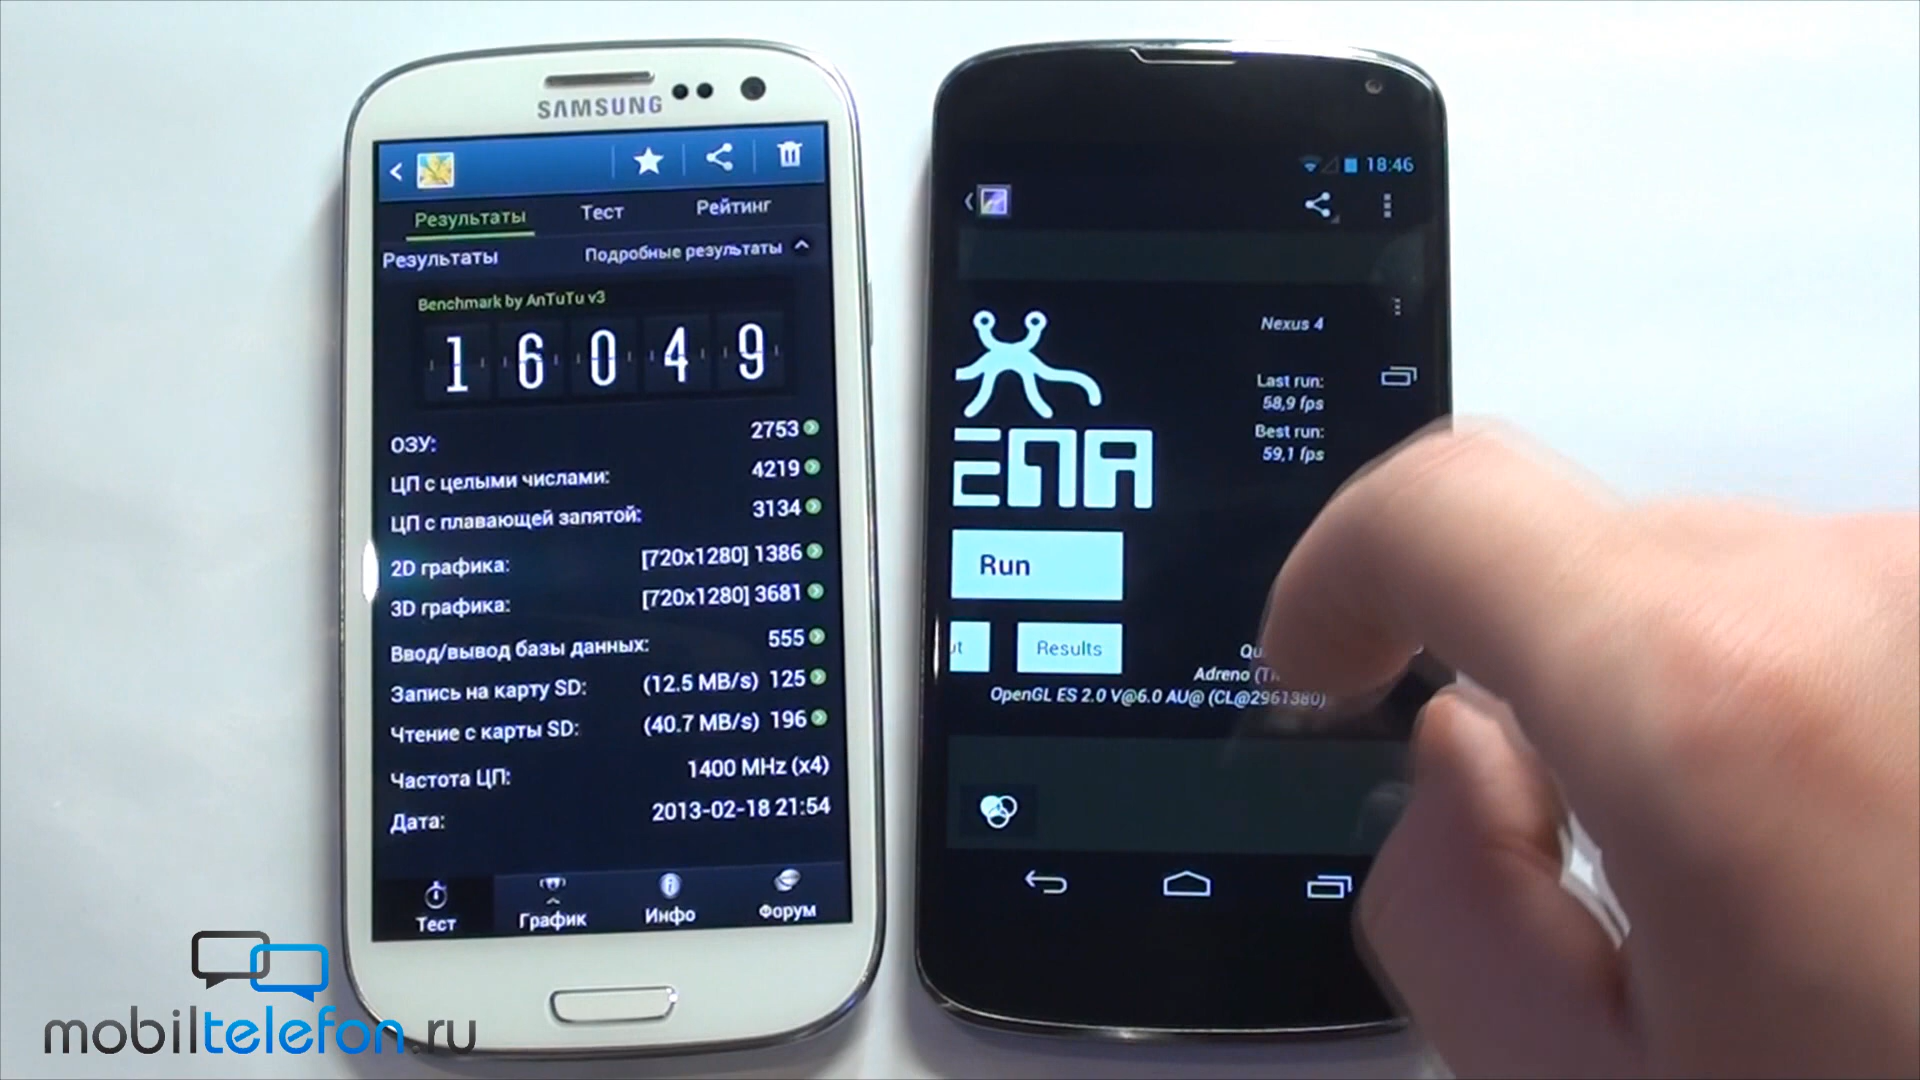 SAMSUNG
Результаты Тест Рейтинг
Результаты Подробные результаты
Benchmark by AnTuTu v3
16049
ОЗУ: 2753
ЦП с целыми числами: 4219
ЦП с плавающей запятой: 3134
2D графика: [720x1280] 1386
3D графика: [720x1280] 3681
Ввод/вывод базы данных: 555
Запись на карту SD: (12.5 MB/s) 125
Чтение с карты SD: (40.7 MB/s) 196
Частота ЦП: 1400 MHz (x4)
Дата: 2013-02-18 21:54
Тест График Инфо Форум
18:46
Nexus 4
Last run:
58,9 fps
Best run:
59,1 fps
ENA
Run
Results
Adreno
OpenGL ES 2.0 V@6.0 AU@ (CL@2961380)
mobiltelefon.ru